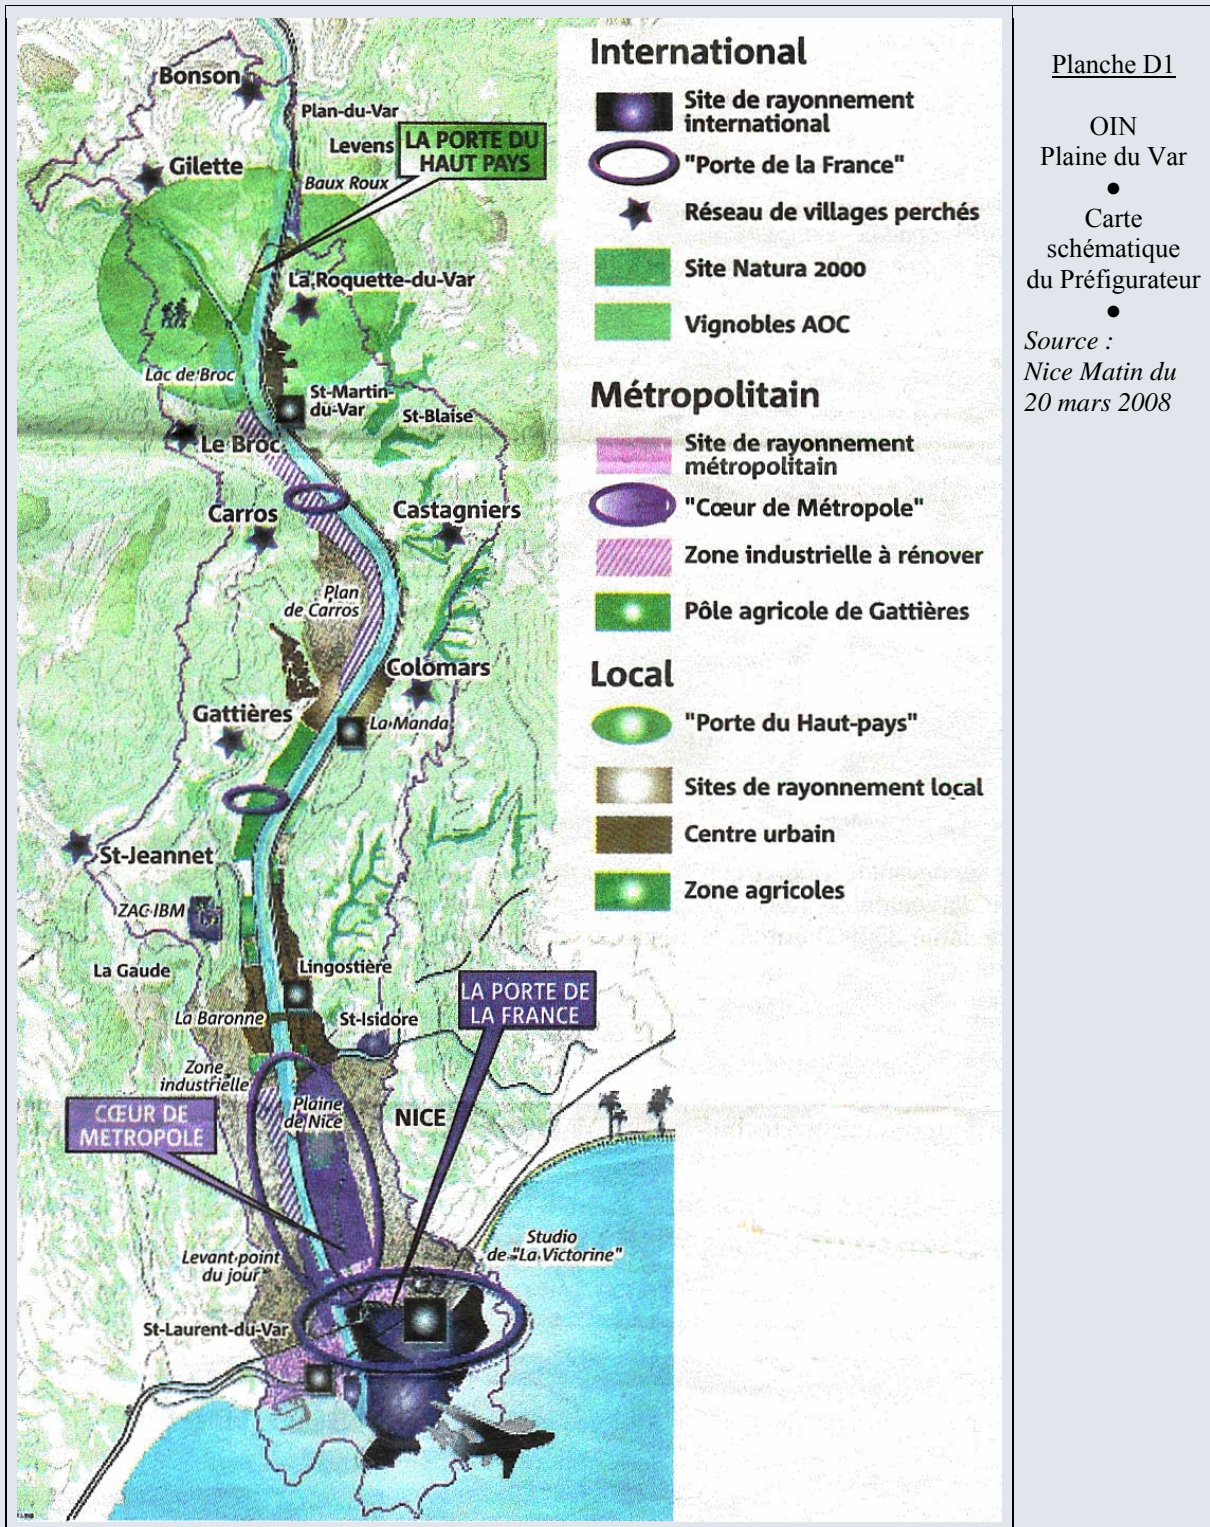 Bonson
Plan-du-Var
Levens
LA PORTE DU
HAUT PAYS
Gilette
Baux Roux
La Roquette-du-Var
Lac de Broc
St-Martin-
du-Var
St-Blaise
Le Broc
Carros
Castagniers
Plan
de Carros
Colomars
Gattières
La Manda
St-Jeannet
ZAC IBM
La Gaude
Lingostière
LA PORTE DE
LA FRANCE
La Baronne
St-Isidore
Zone
industrielle
CŒUR DE
METROPOLE
Plaine
de Nice
NICE
Levant point
du jour
Studio
de "La Victorine"
St-Laurent-du-Var
International
Site de rayonnement
international
"Porte de la France"
Réseau de villages perchés
Site Natura 2000
Vignobles AOC
Métropolitain
Site de rayonnement
métropolitain
"Cœur de Métropole"
Zone industrielle à rénover
Pôle agricole de Gattières
Local
"Porte du Haut-pays"
Sites de rayonnement local
Centre urbain
Zone agricoles
Planche D1
OIN
Plaine du Var
●
Carte
schématique
du Préfigurateur
●
Source :
Nice Matin du
20 mars 2008